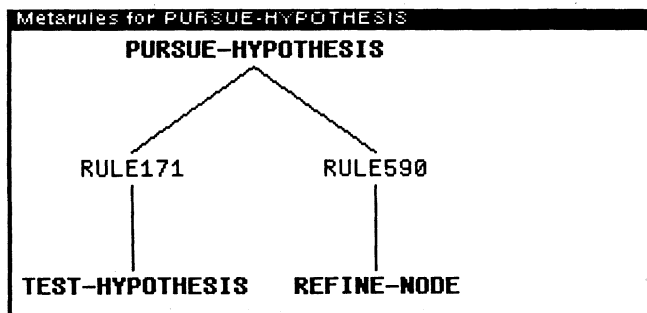 Metarules for PURSUE-HYPOTHESIS
PURSUE-HYPOTHESIS
RULE171 RULE590
TEST-HYPOTHESIS REFINE-NODE